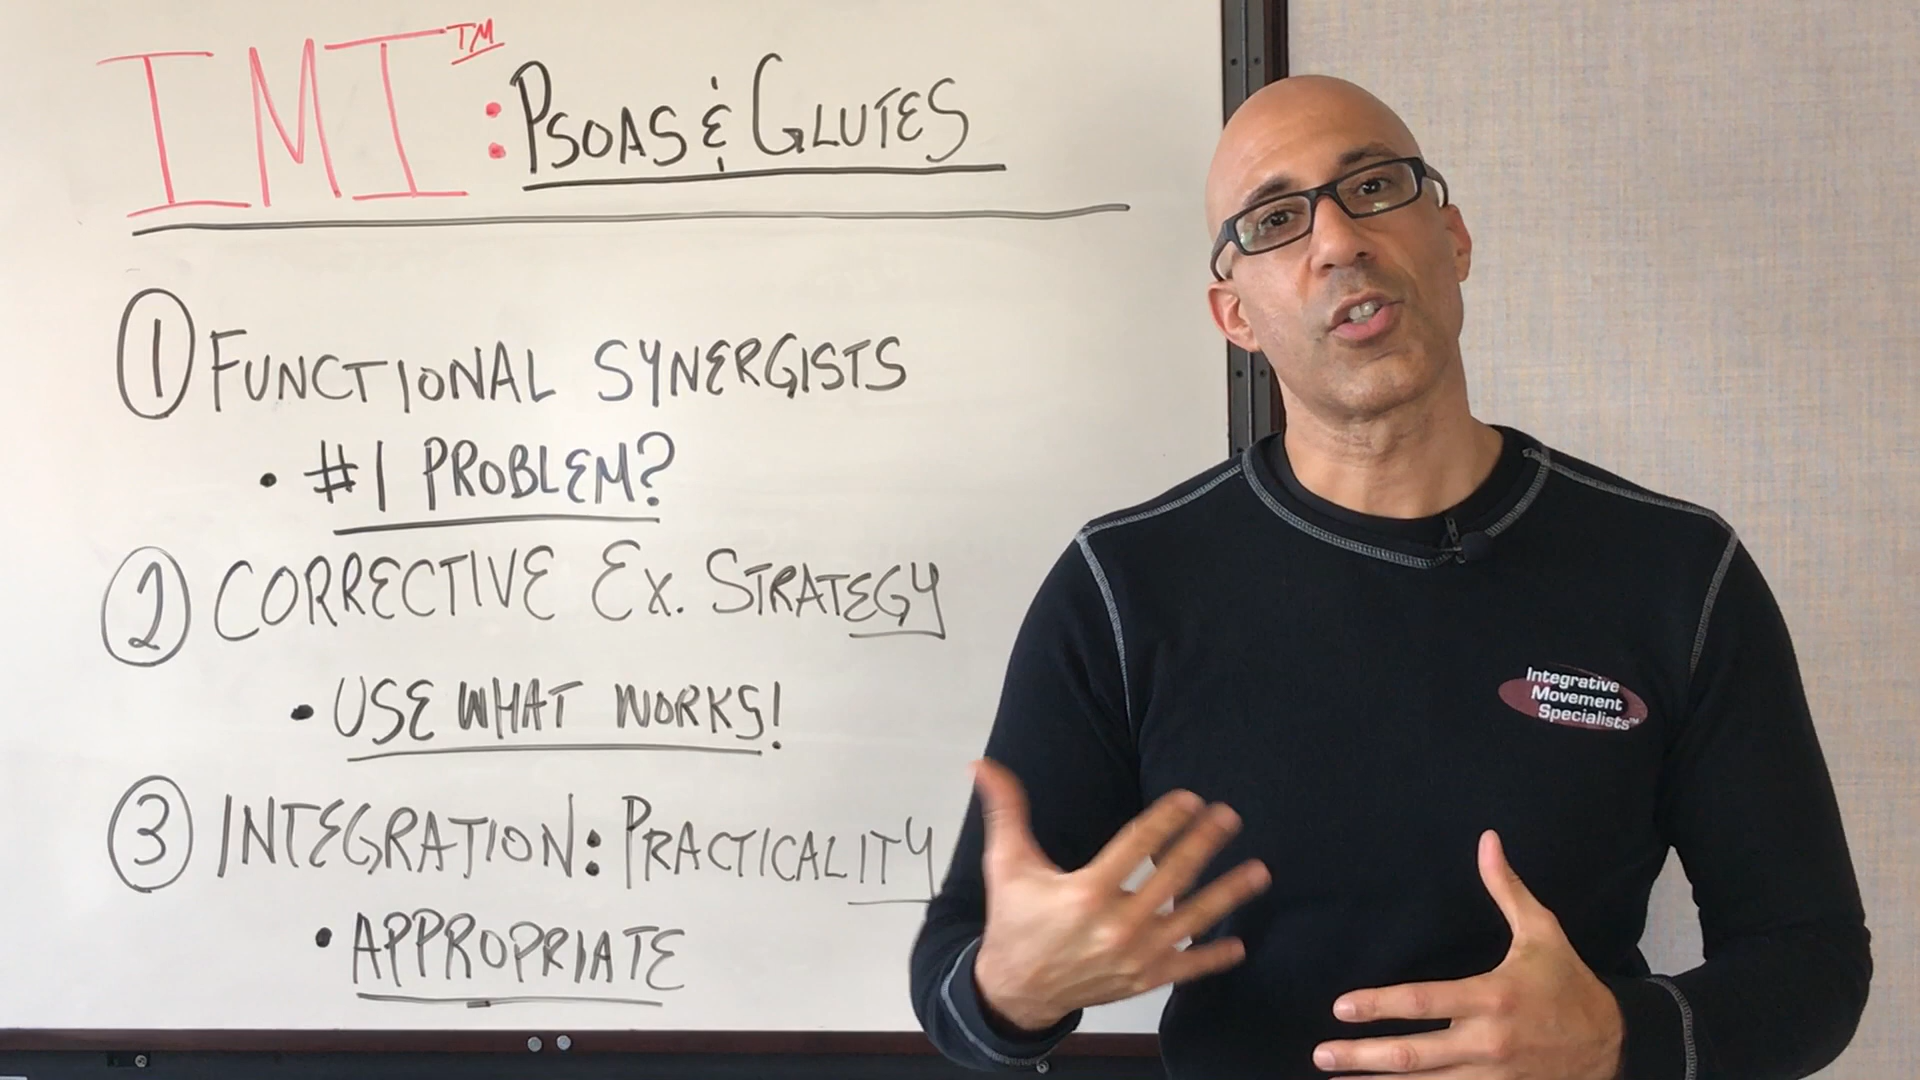 IMI™: PSOAS & GLUTES
① FUNCTIONAL SYNERGISTS
• #1 PROBLEM?
② CORRECTIVE EX. STRATEGY
• USE WHAT WORKS!
③ INTEGRATION: PRACTICALITY
• APPROPRIATE
Integrative
Movement
Specialists™